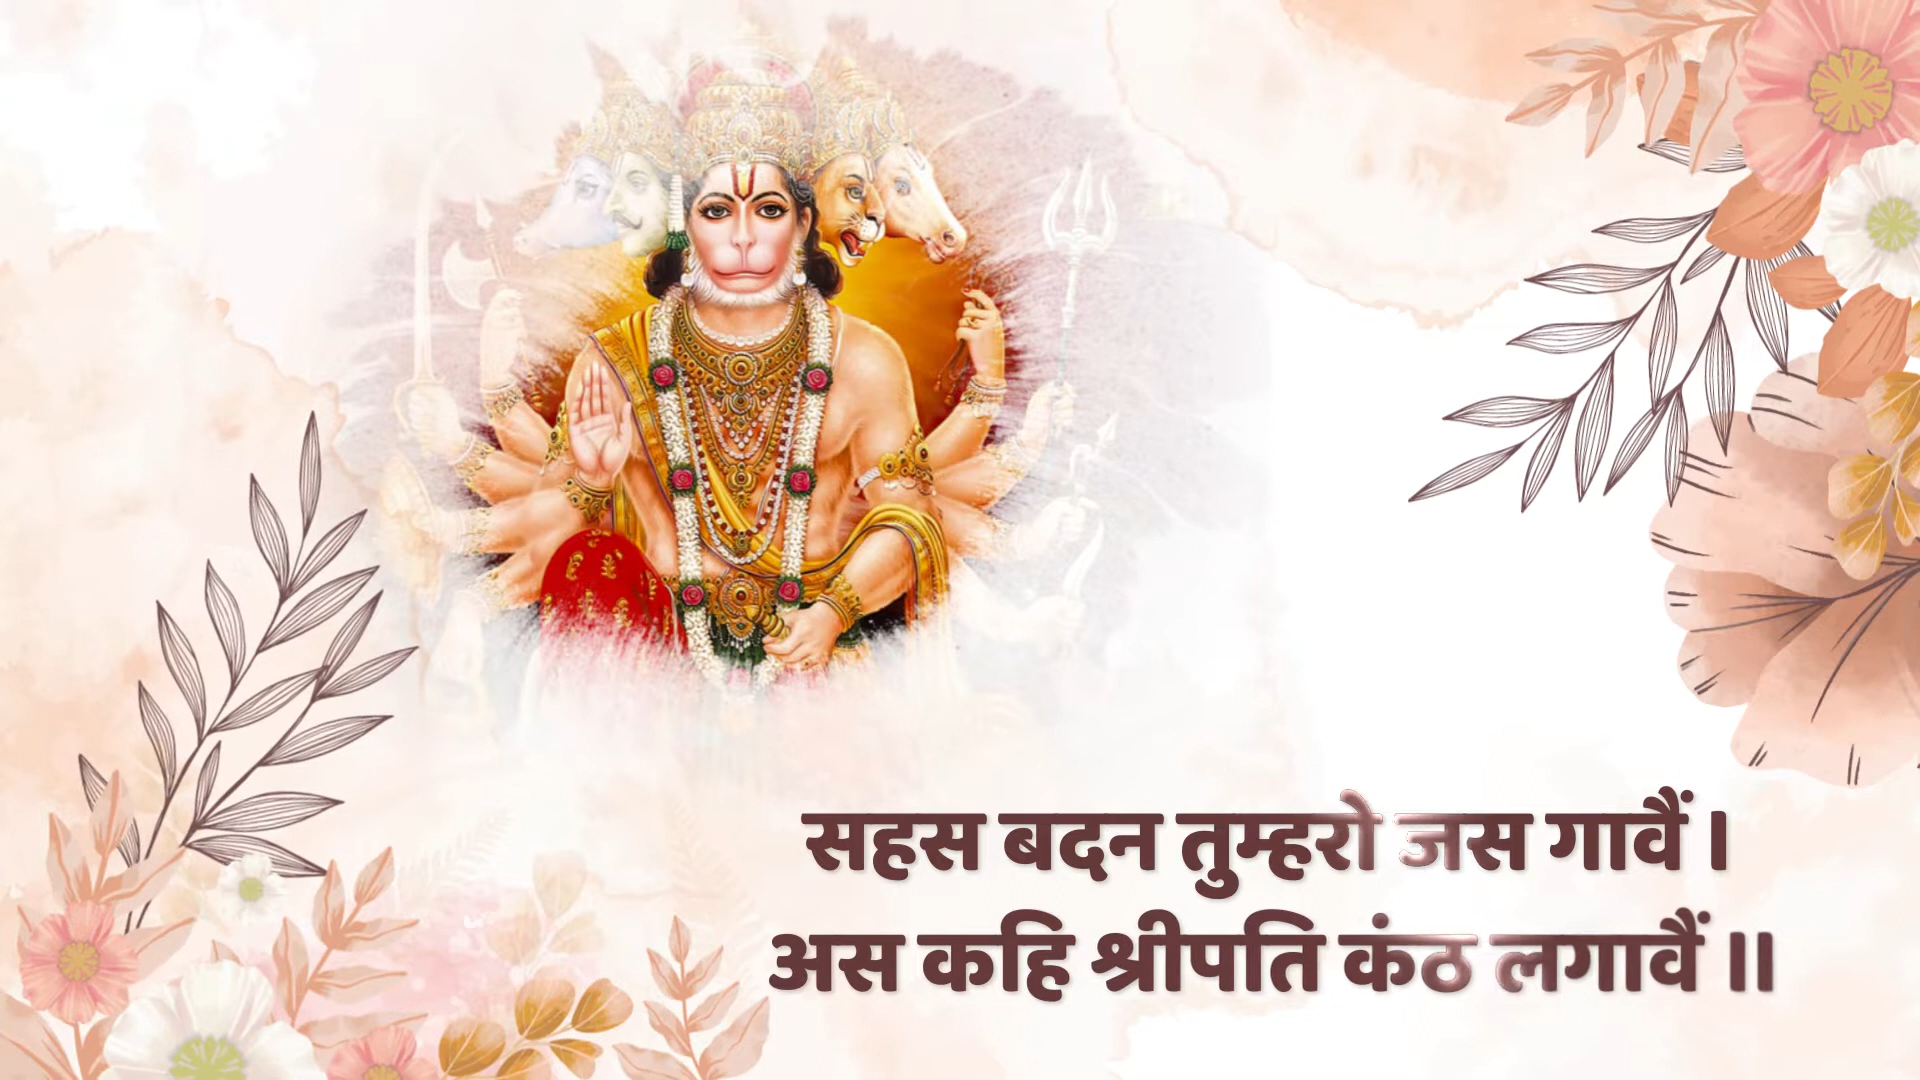 सहस बदन तुम्हरो जस गावैं ।
अस कहि श्रीपति कंठ लगावैं ॥